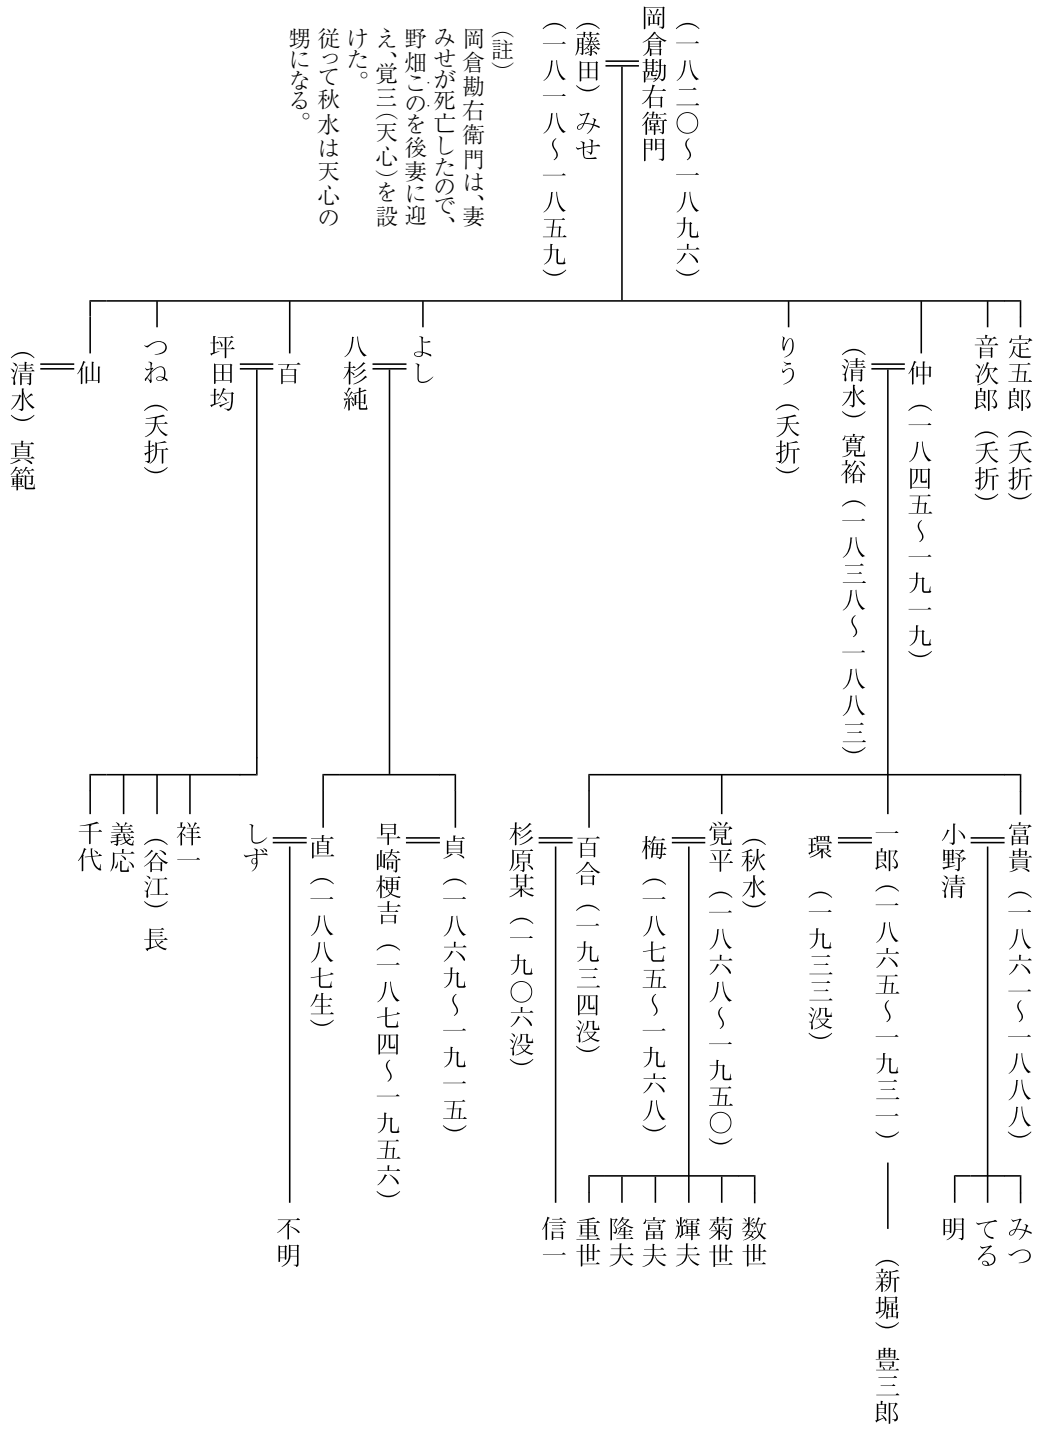 岡倉勘右衛門
（一八二〇～一八九六）
（藤田）みせ
（一八一八～一八五九）
（註）
岡倉勘右衛門は、妻
みせが死亡したので、
野畑このを後妻に迎
え、覚三（天心）を設
けた。
従って秋水は天心の
甥になる。
定五郎（夭折）
音次郎（夭折）
仲（一八四五～一九一九）
（清水）寛裕（一八三八～一八八三）
りう（夭折）
よし
八杉純
百
坪田均
つね（夭折）
仙
（清水）真範
富貴（一八六一～一八八八）
小野清
一郎（一八六五～一九三一）
環（一九三三没）
（秋水）
覚平（一八六八～一九五〇）
梅（一八七五～一九六八）
百合（一九三四没）
杉原某（一九〇六没）
貞（一八六九～一九一五）
早崎梗吉（一八七四～一九五六）
直（一八八七生）
しず
祥一
（谷江）長
義応
千代
みつ
てる
明
（新堀）豊三郎
数世
菊世
輝夫
富夫
隆夫
重世
信一
不明